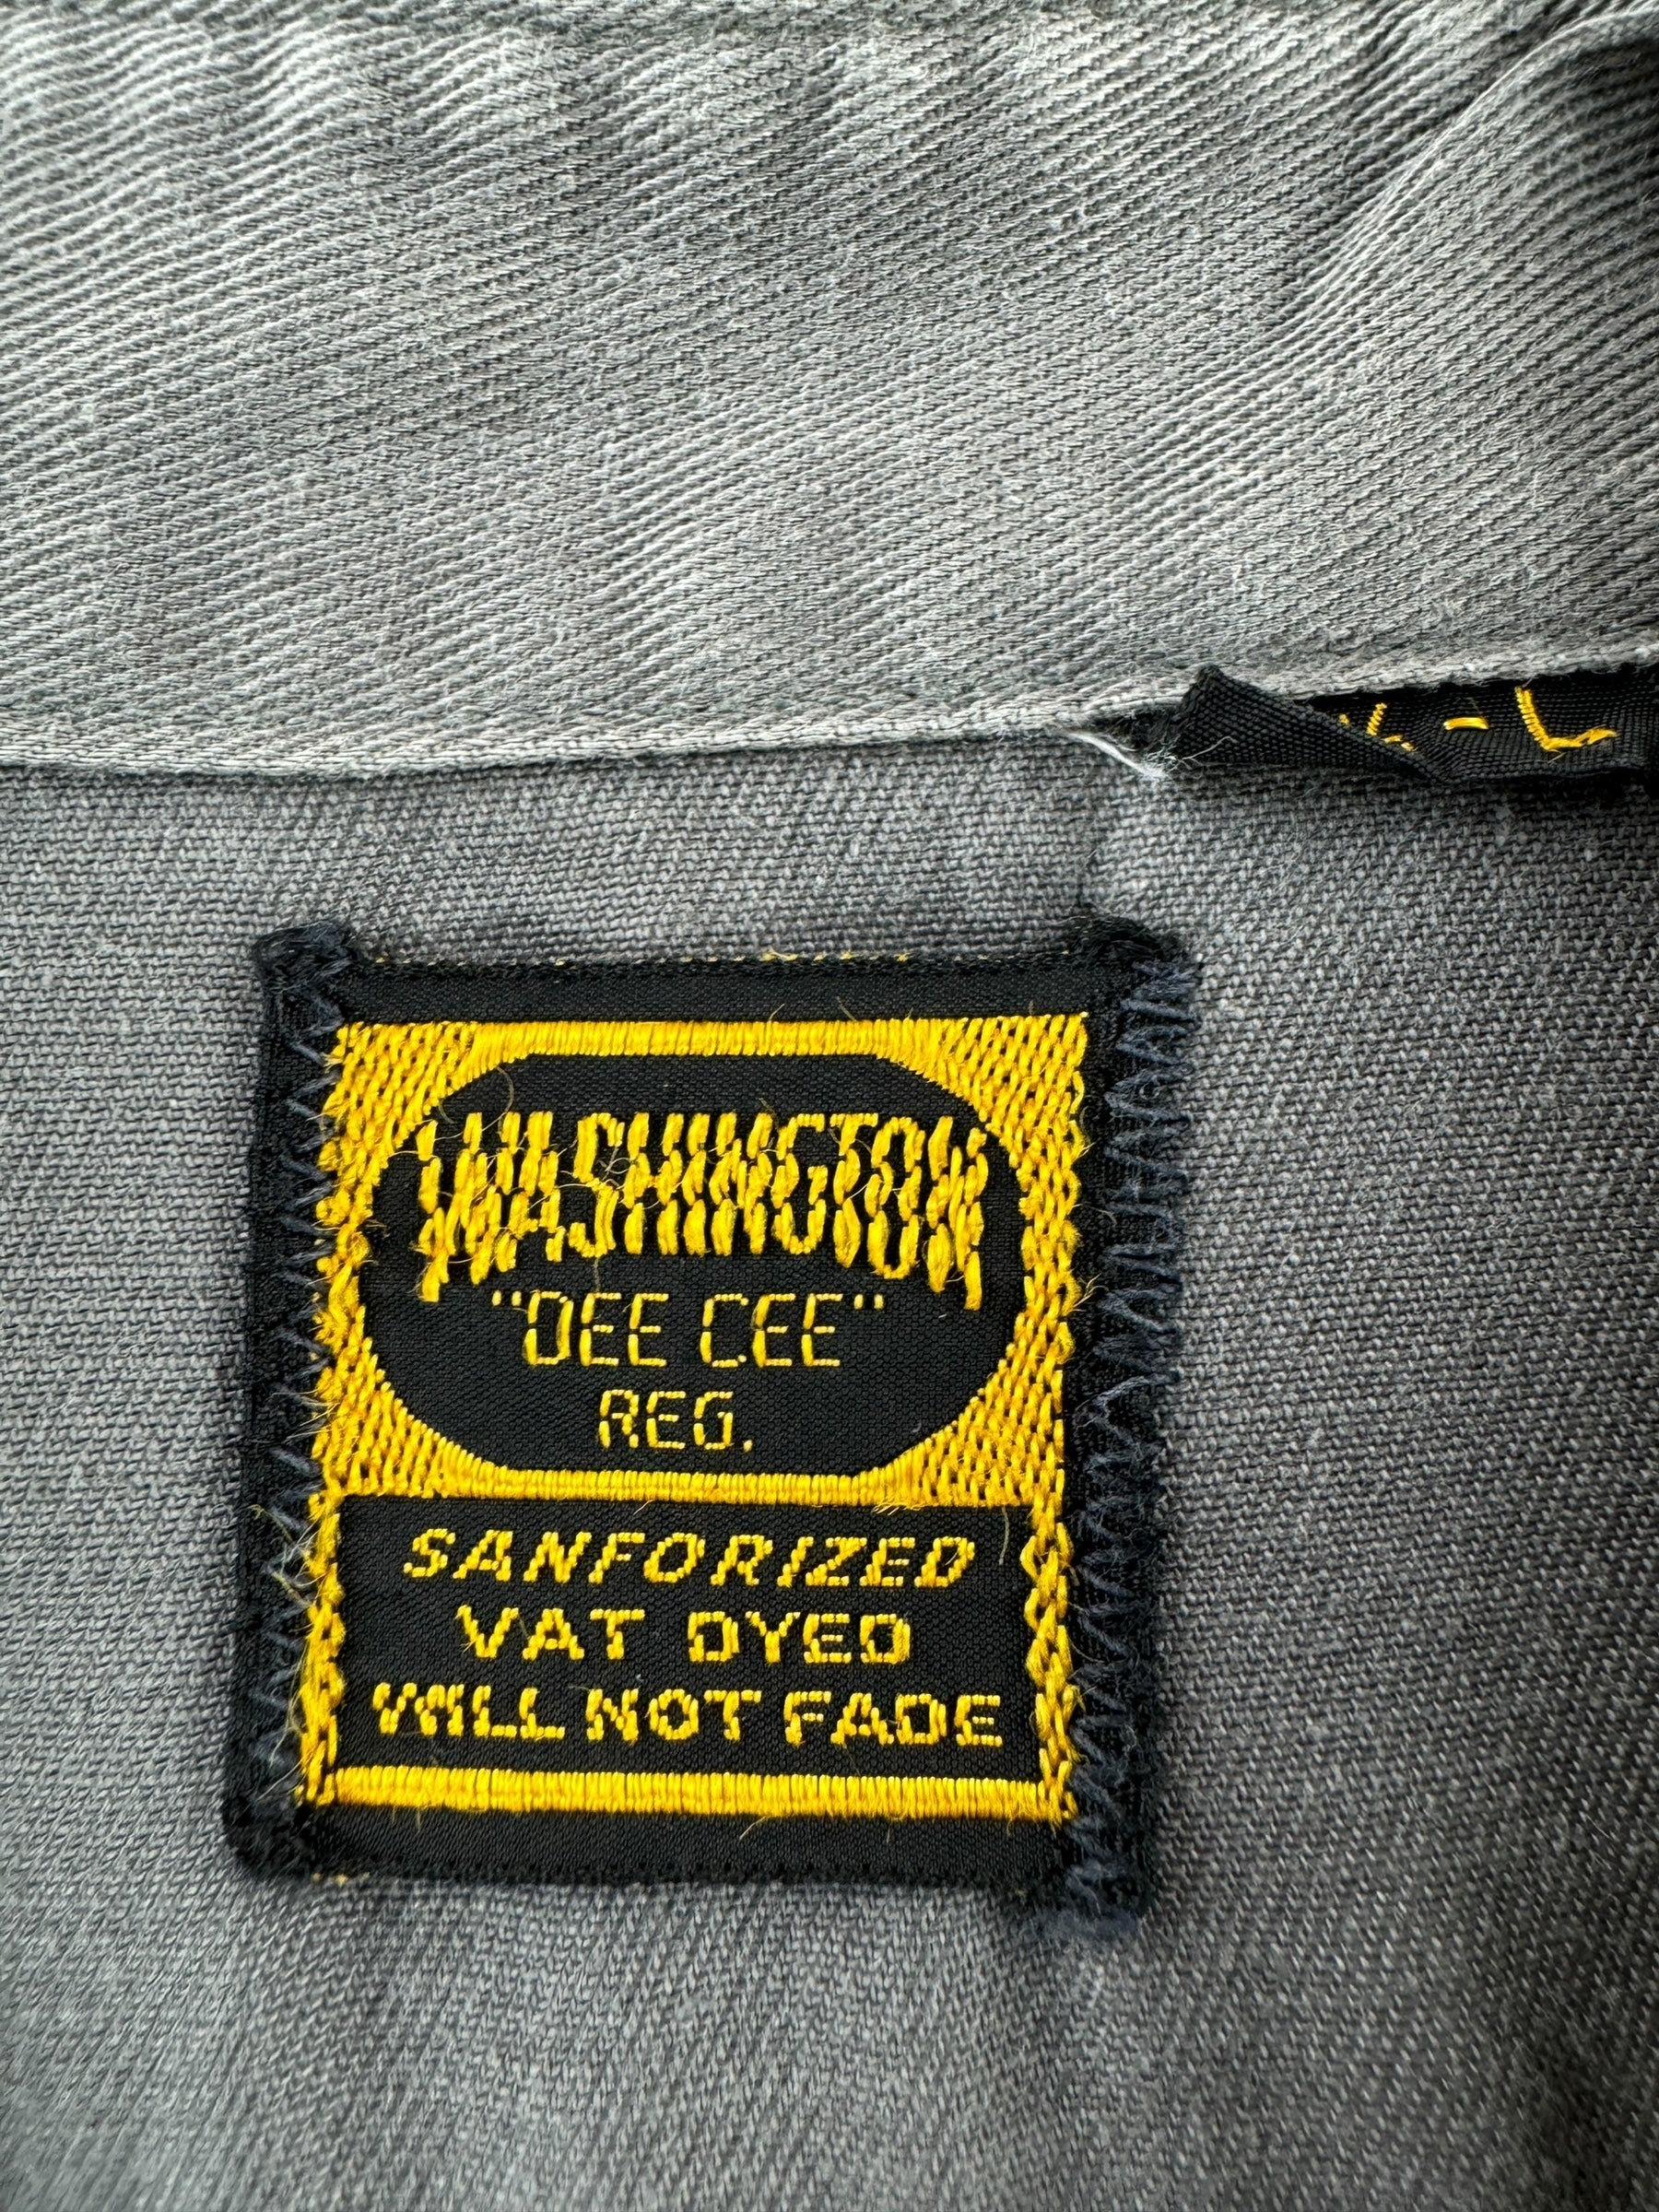 WASHINGTON
"DEE CEE"
REG.
SANFORIZED
VAT DYED
WILL NOT FADE